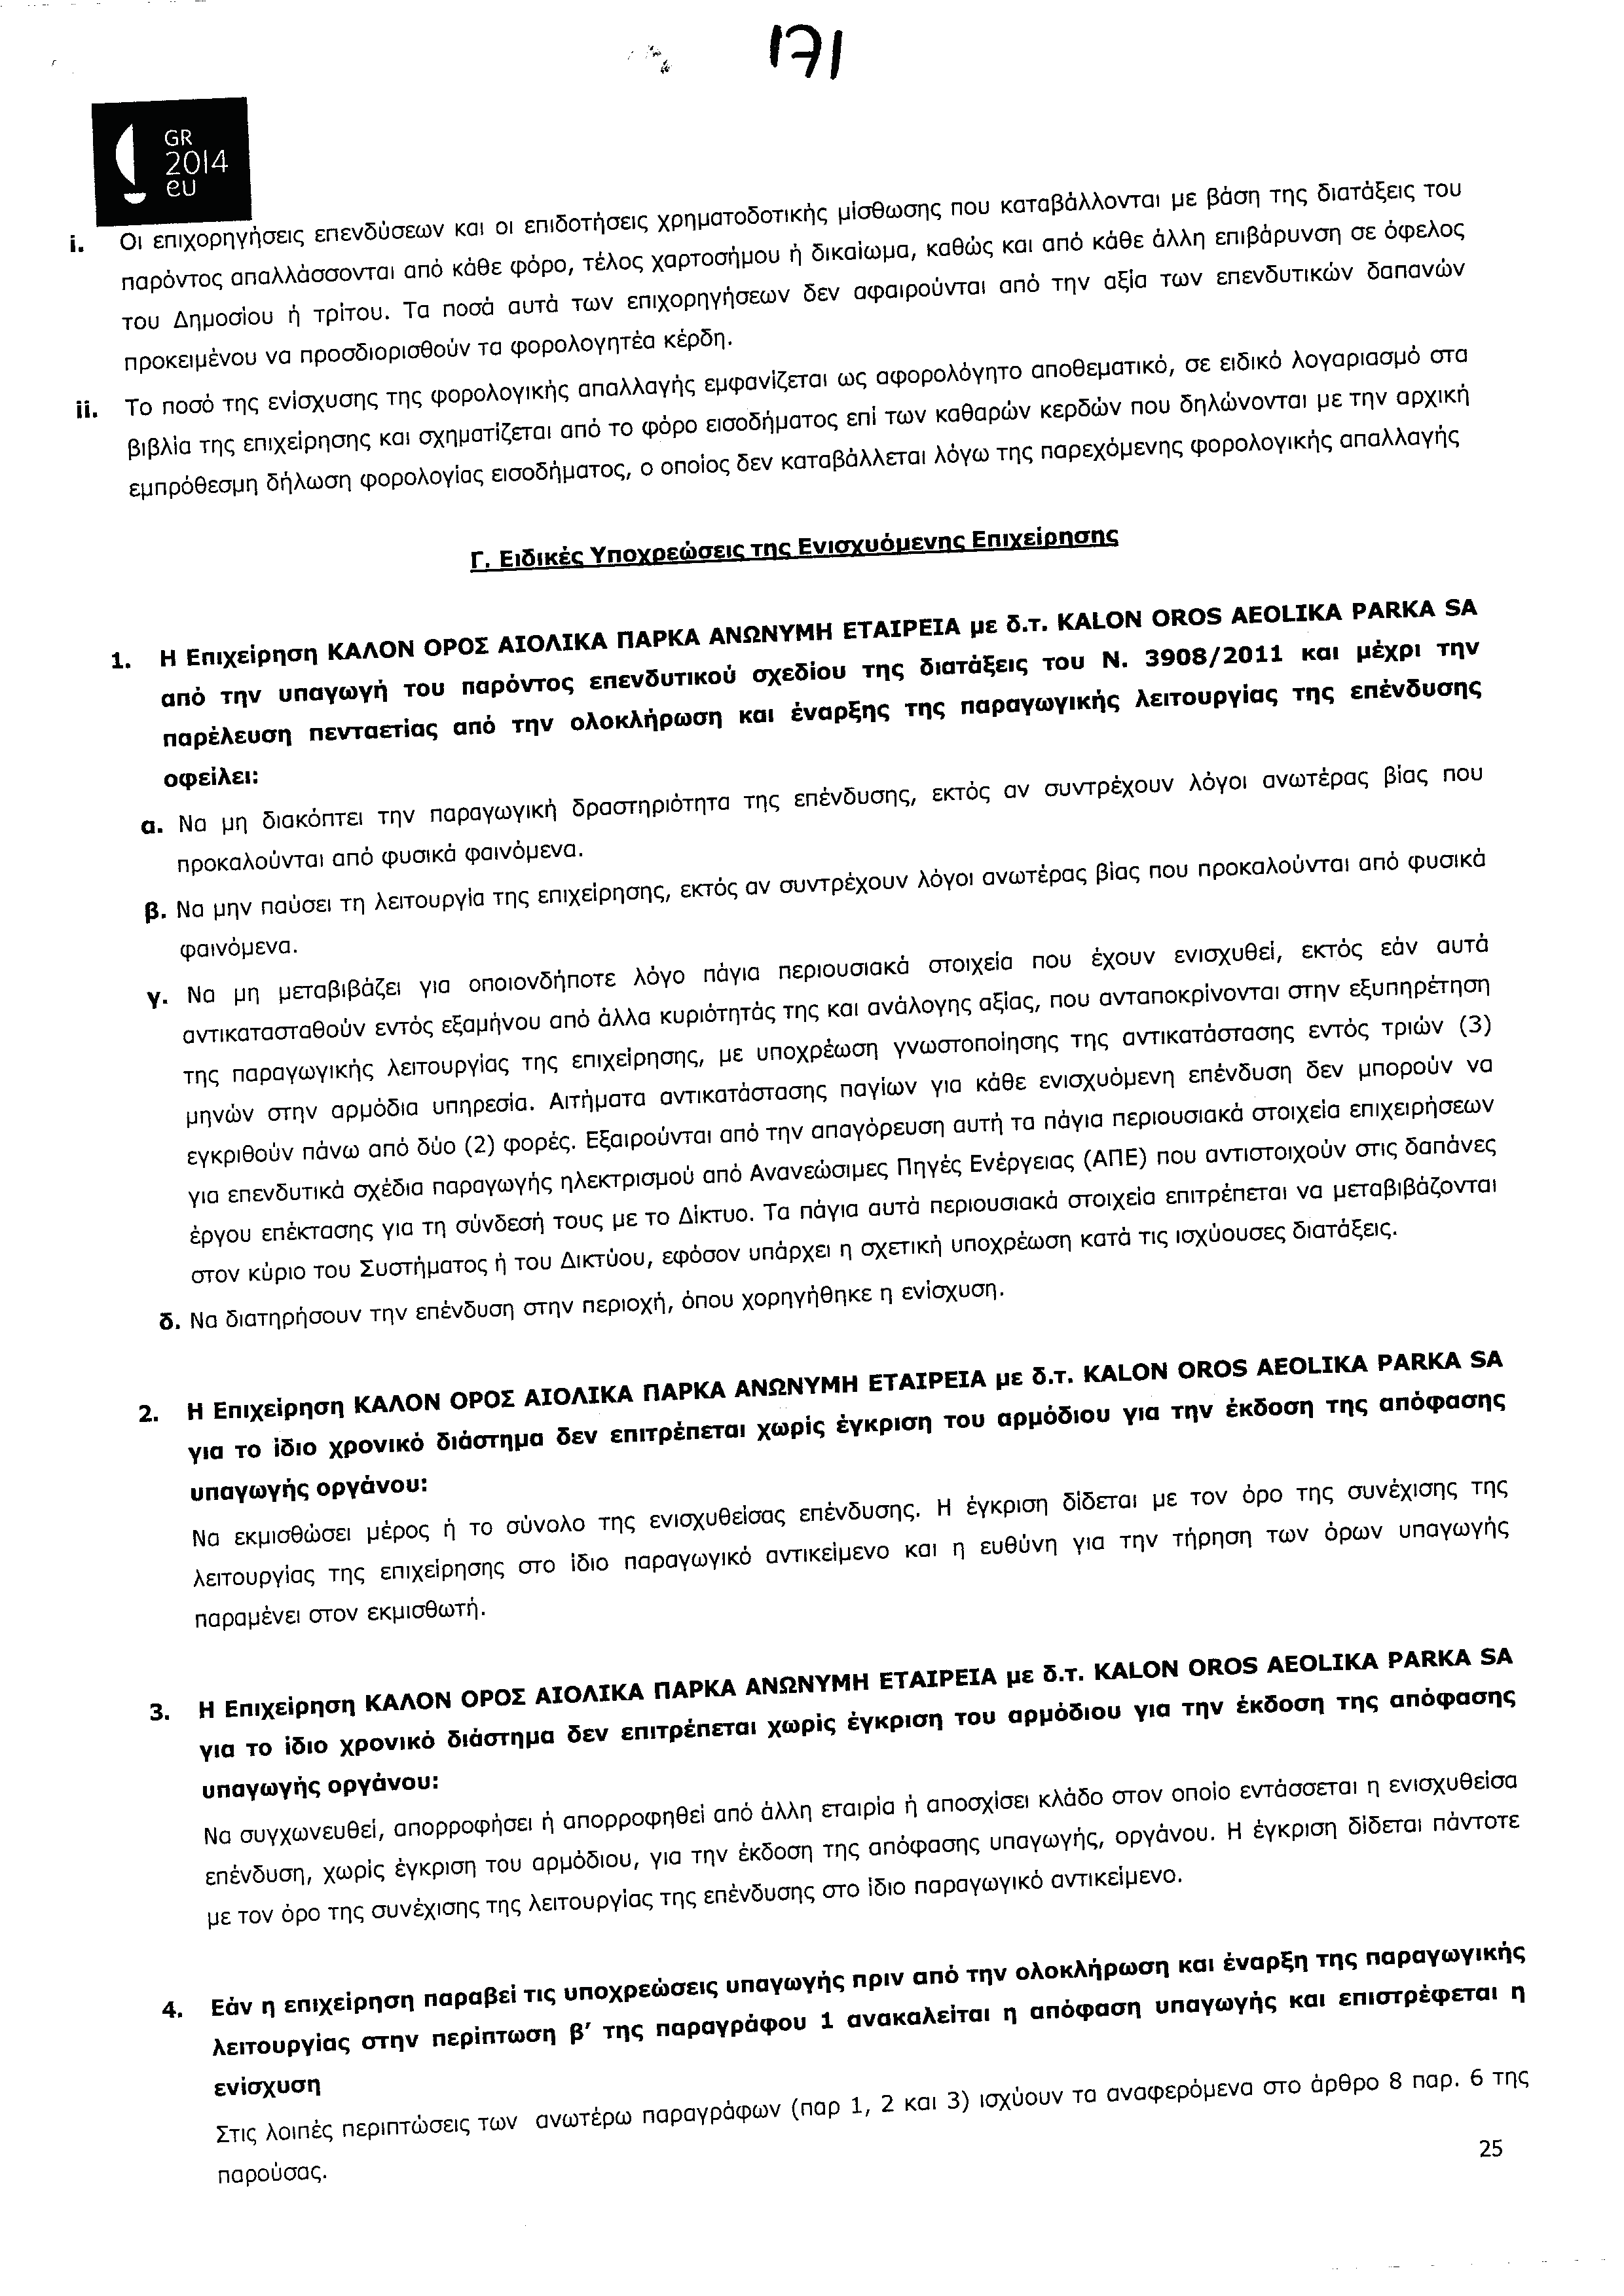 171
GR
2014
eu
i. Οι επιχορηγήσεις επενδύσεων και οι επιδοτήσεις χρηματοδοτικής μίσθωσης που καταβάλλονται με βάση της διατάξεις του
παρόντος απαλλάσσονται από κάθε φόρο, τέλος χαρτοσήμου ή δικαίωμα, καθώς και από κάθε άλλη επιβάρυνση σε όφελος
του Δημοσίου ή τρίτου. Τα ποσά αυτά των επιχορηγήσεων δεν αφαιρούνται από την αξία των επενδυτικών δαπανών
προκειμένου να προσδιορισθούν τα φορολογητέα κέρδη.
ii. Το ποσό της ενίσχυσης της φορολογικής απαλλαγής εμφανίζεται ως αφορολόγητο αποθεματικό, σε ειδικό λογαριασμό στα
βιβλία της επιχείρησης και σχηματίζεται από το φόρο εισοδήματος επί των καθαρών κερδών που δηλώνονται με την αρχική
εμπρόθεσμη δήλωση φορολογίας εισοδήματος, ο οποίος δεν καταβάλλεται λόγω της παρεχόμενης φορολογικής απαλλαγής
Γ. Ειδικές Υποχρεώσεις της Ενισχυόμενης Επιχείρησης
1. Η Επιχείρηση ΚΑΛΟΝ ΟΡΟΣ ΑΙΟΛΙΚΑ ΠΑΡΚΑ ΑΝΩΝΥΜΗ ΕΤΑΙΡΕΙΑ με δ.τ. KALON OROS AEOLIKA PARKA SA
από την υπαγωγή του παρόντος επενδυτικού σχεδίου της διατάξεις του Ν. 3908/2011 και μέχρι την
παρέλευση πενταετίας από την ολοκλήρωση και έναρξης της παραγωγικής λειτουργίας της επένδυσης
οφείλει:
α. Να μη διακόπτει την παραγωγική δραστηριότητα της επένδυσης, εκτός αν συντρέχουν λόγοι ανωτέρας βίας που
προκαλούνται από φυσικά φαινόμενα.
β. Να μην παύσει τη λειτουργία της επιχείρησης, εκτός αν συντρέχουν λόγοι ανωτέρας βίας που προκαλούνται από φυσικά
φαινόμενα.
γ. Να μη μεταβιβάζει για οποιονδήποτε λόγο πάγια περιουσιακά στοιχεία που έχουν ενισχυθεί, εκτός εάν αυτά
αντικατασταθούν εντός εξαμήνου από άλλα κυριότητάς της και ανάλογης αξίας, που ανταποκρίνονται στην εξυπηρέτηση
της παραγωγικής λειτουργίας της επιχείρησης, με υποχρέωση γνωστοποίησης της αντικατάστασης εντός τριών (3)
μηνών στην αρμόδια υπηρεσία. Αιτήματα αντικατάστασης παγίων για κάθε ενισχυόμενη επένδυση δεν μπορούν να
εγκριθούν πάνω από δύο (2) φορές. Εξαιρούνται από την απαγόρευση αυτή τα πάγια περιουσιακά στοιχεία επιχειρήσεων
για επενδυτικά σχέδια παραγωγής ηλεκτρισμού από Ανανεώσιμες Πηγές Ενέργειας (ΑΠΕ) που αντιστοιχούν στις δαπάνες
έργου επέκτασης για τη σύνδεσή τους με το Δίκτυο. Τα πάγια αυτά περιουσιακά στοιχεία επιτρέπεται να μεταβιβάζονται
στον κύριο του Συστήματος ή του Δικτύου, εφόσον υπάρχει η σχετική υποχρέωση κατά τις ισχύουσες διατάξεις.
δ. Να διατηρήσουν την επένδυση στην περιοχή, όπου χορηγήθηκε η ενίσχυση.
2. Η Επιχείρηση ΚΑΛΟΝ ΟΡΟΣ ΑΙΟΛΙΚΑ ΠΑΡΚΑ ΑΝΩΝΥΜΗ ΕΤΑΙΡΕΙΑ με δ.τ. KALON OROS AEOLIKA PARKA SA
για το ίδιο χρονικό διάστημα δεν επιτρέπεται χωρίς έγκριση του αρμόδιου για την έκδοση της απόφασης
υπαγωγής οργάνου:
Να εκμισθώσει μέρος ή το σύνολο της ενισχυθείσας επένδυσης. Η έγκριση δίδεται με τον όρο της συνέχισης της
λειτουργίας της επιχείρησης στο ίδιο παραγωγικό αντικείμενο και η ευθύνη για την τήρηση των όρων υπαγωγής
παραμένει στον εκμισθωτή.
3. Η Επιχείρηση ΚΑΛΟΝ ΟΡΟΣ ΑΙΟΛΙΚΑ ΠΑΡΚΑ ΑΝΩΝΥΜΗ ΕΤΑΙΡΕΙΑ με δ.τ. KALON OROS AEOLIKA PARKA SA
για το ίδιο χρονικό διάστημα δεν επιτρέπεται χωρίς έγκριση του αρμόδιου για την έκδοση της απόφασης
υπαγωγής οργάνου:
Να συγχωνευθεί, απορροφήσει ή απορροφηθεί από άλλη εταιρία ή αποσχίσει κλάδο στον οποίο εντάσσεται η ενισχυθείσα
επένδυση, χωρίς έγκριση του αρμόδιου, για την έκδοση της απόφασης υπαγωγής, οργάνου. Η έγκριση δίδεται πάντοτε
με τον όρο της συνέχισης της λειτουργίας της επένδυσης στο ίδιο παραγωγικό αντικείμενο.
4. Εάν η επιχείρηση παραβεί τις υποχρεώσεις υπαγωγής πριν από την ολοκλήρωση και έναρξη της παραγωγικής
λειτουργίας στην περίπτωση β’ της παραγράφου 1 ανακαλείται η απόφαση υπαγωγής και επιστρέφεται η
ενίσχυση
Στις λοιπές περιπτώσεις των ανωτέρω παραγράφων (παρ 1, 2 και 3) ισχύουν τα αναφερόμενα στο άρθρο 8 παρ. 6 της
παρούσας.
25